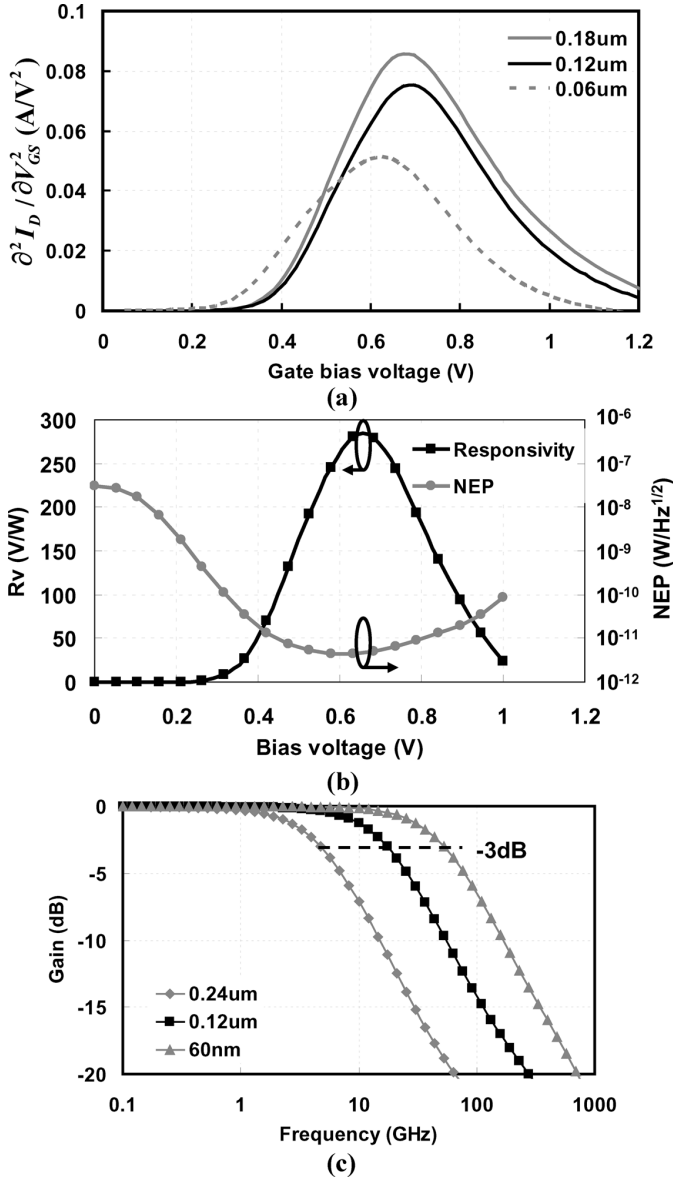 0.1
0.08
0.06
0.04
0.02
0
∂² I_D / ∂V²_GS (A/V²)
0.18um
0.12um
0.06um
0 0.2 0.4 0.6 0.8 1 1.2
Gate bias voltage (V)
(a)
300
250
200
150
100
50
0
Rv (V/W)
Responsivity
NEP
10⁻⁶
10⁻⁷
10⁻⁸
10⁻⁹
10⁻¹⁰
10⁻¹¹
10⁻¹²
NEP (W/Hz^1/2)
0 0.2 0.4 0.6 0.8 1 1.2
Bias voltage (V)
(b)
0
-5
-10
-15
-20
Gain (dB)
-3dB
0.24um
0.12um
60nm
0.1 1 10 100 1000
Frequency (GHz)
(c)